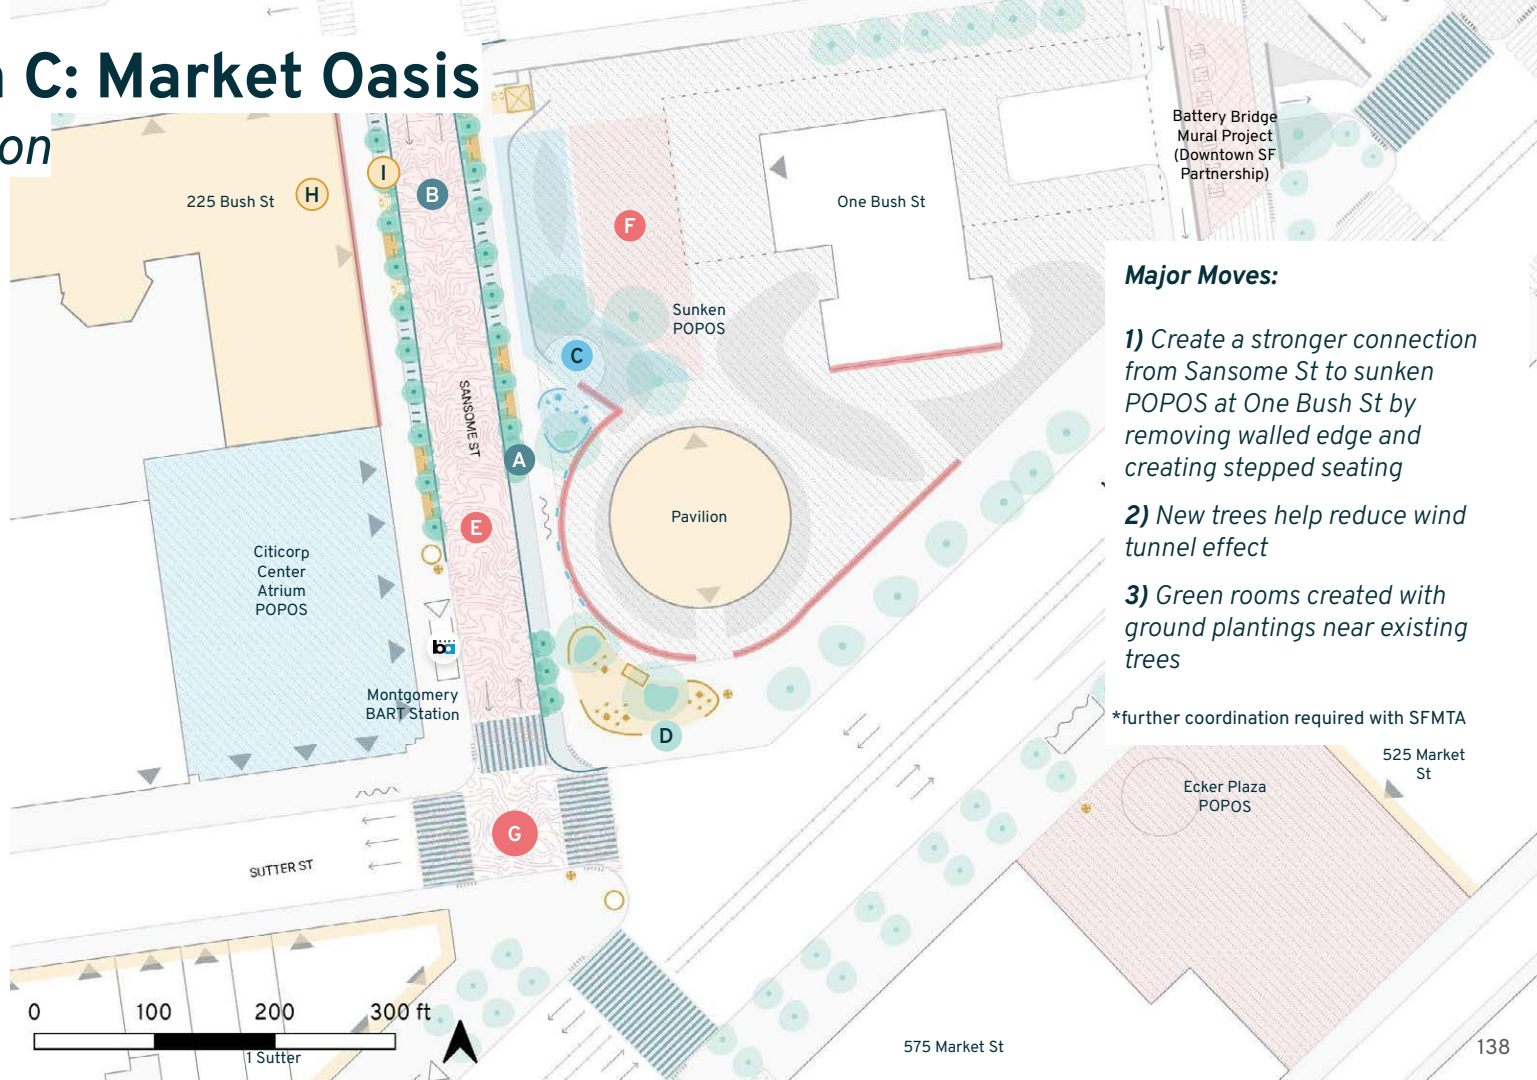 C: Market Oasis
on
225 Bush St
H
I
B
F
One Bush St
Battery Bridge
Mural Project
(Downtown SF
Partnership)
Sunken
POPOS
C
SANSOME ST
A
E
Pavilion
Citicorp
Center
Atrium
POPOS
Montgomery
BART Station
ba
D
G
SUTTER ST
Major Moves:
1) Create a stronger connection
from Sansome St to sunken
POPOS at One Bush St by
removing walled edge and
creating stepped seating
2) New trees help reduce wind
tunnel effect
3) Green rooms created with
ground plantings near existing
trees
*further coordination required with SFMTA
525 Market
St
Ecker Plaza
POPOS
0 100 200 300 ft
1 Sutter
575 Market St
138